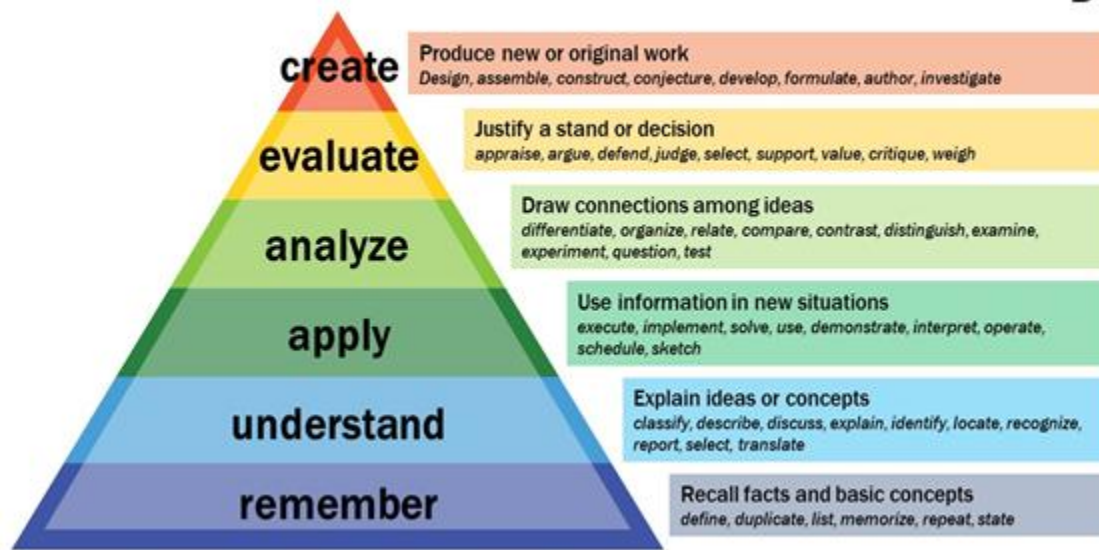 create
Produce new or original work
Design, assemble, construct, conjecture, develop, formulate, author, investigate
evaluate
Justify a stand or decision
appraise, argue, defend, judge, select, support, value, critique, weigh
analyze
Draw connections among ideas
differentiate, organize, relate, compare, contrast, distinguish, examine,
experiment, question, test
apply
Use information in new situations
execute, implement, solve, use, demonstrate, interpret, operate,
schedule, sketch
understand
Explain ideas or concepts
classify, describe, discuss, explain, identify, locate, recognize,
report, select, translate
remember
Recall facts and basic concepts
define, duplicate, list, memorize, repeat, state